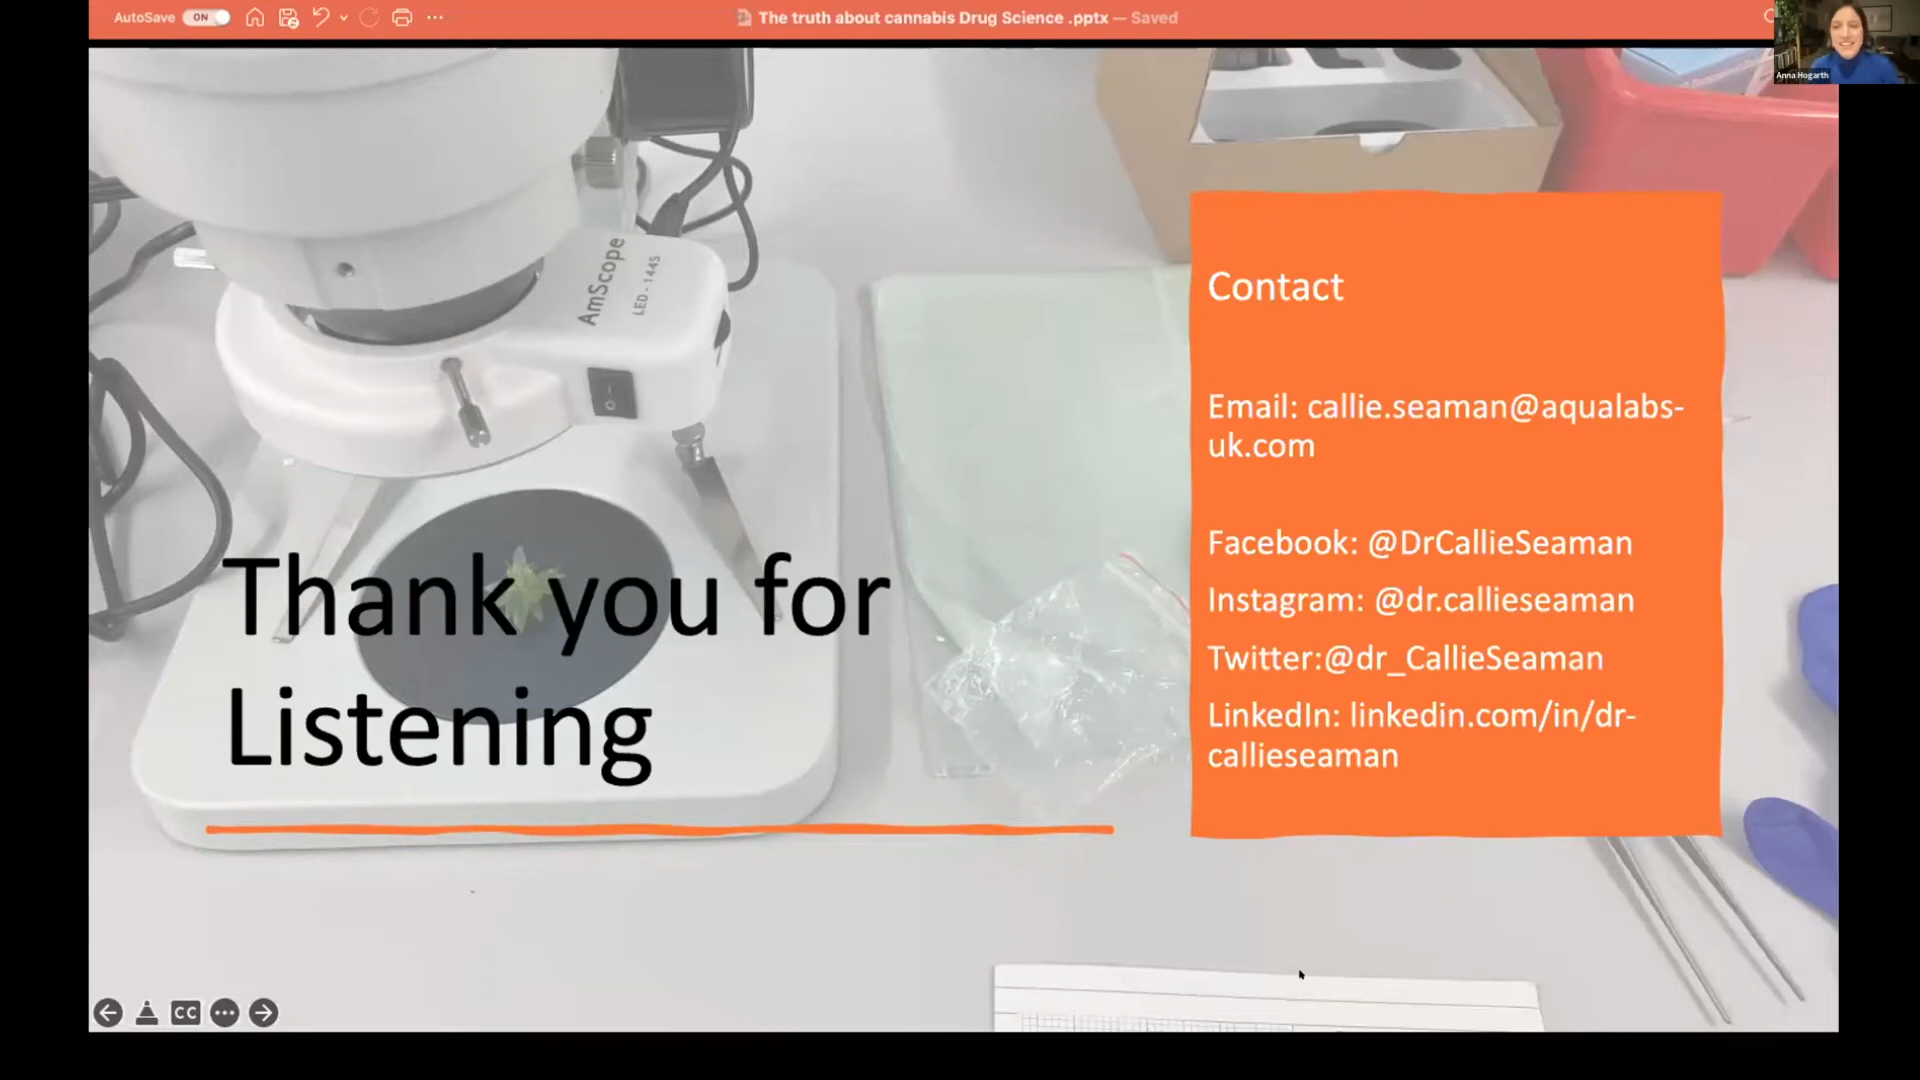 AutoSave ON
The truth about cannabis Drug Science .pptx — Saved
Anna Hogarth
AmScope
LED - 144S
Thank you for
Listening
Contact
Email: callie.seaman@aqualabs-
uk.com
Facebook: @DrCallieSeaman
Instagram: @dr.callieseaman
Twitter:@dr_CallieSeaman
LinkedIn: linkedin.com/in/dr-
callieseaman
CC